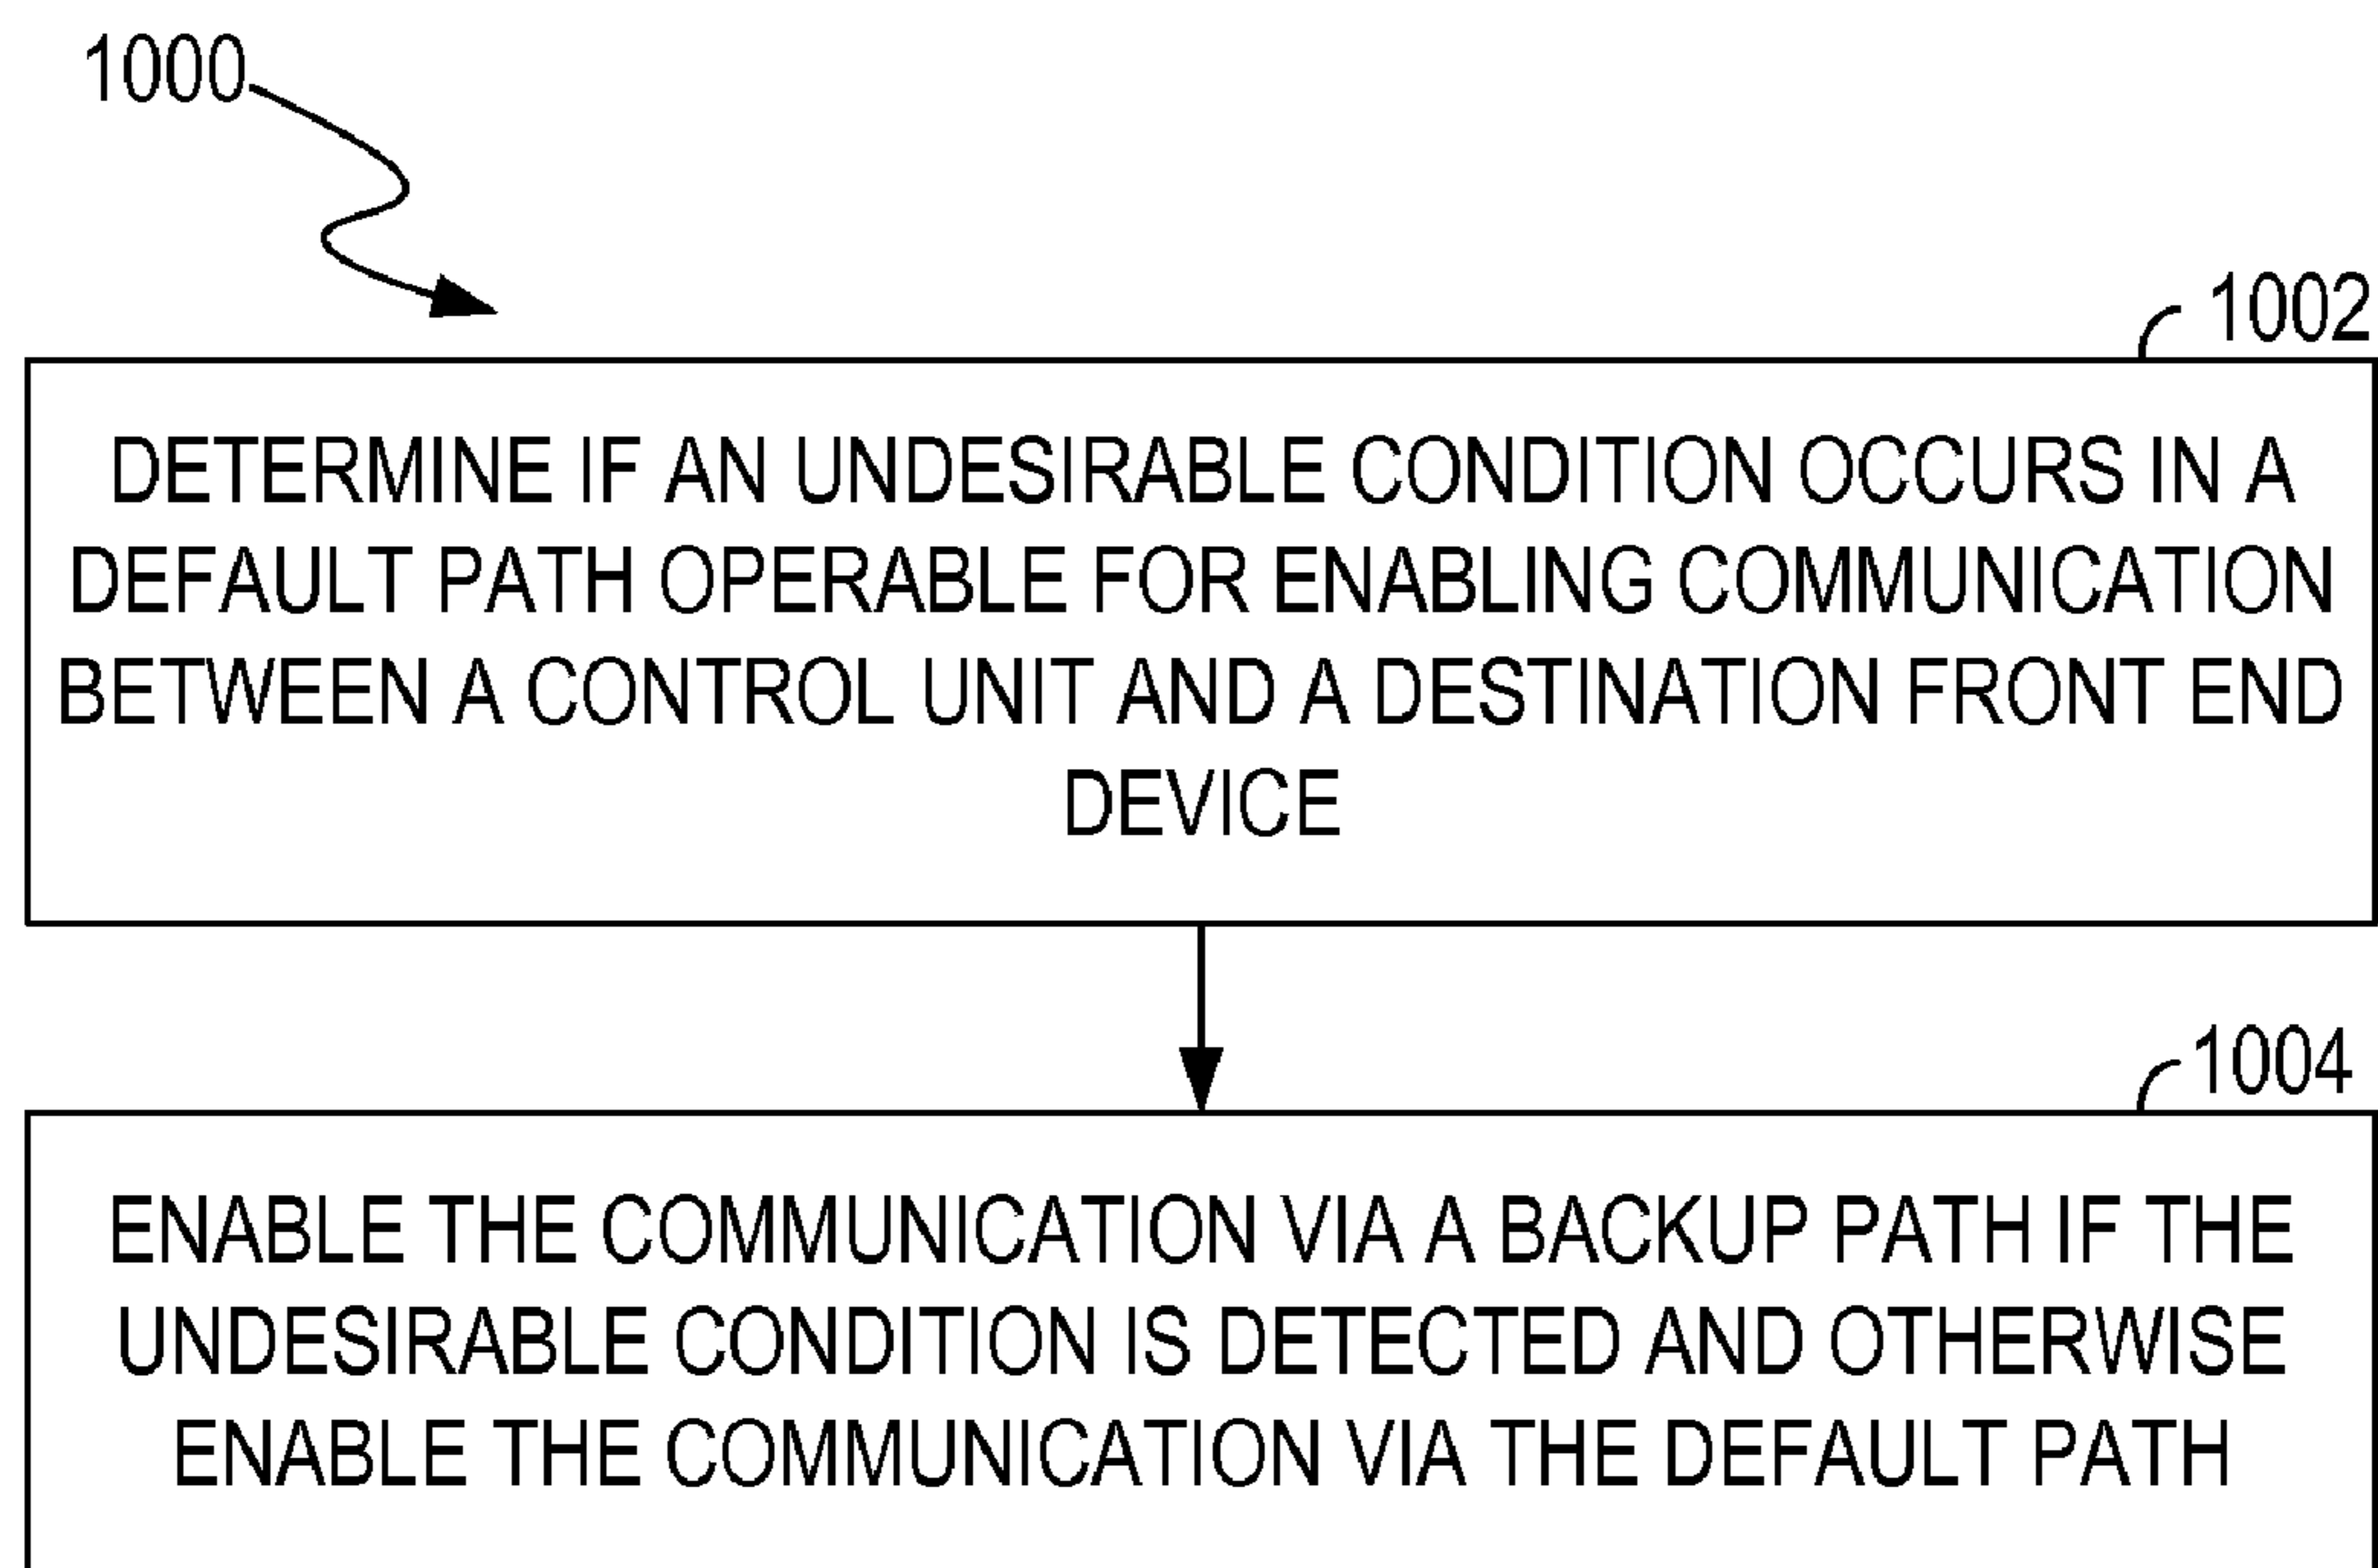 1000
1002
DETERMINE IF AN UNDESIRABLE CONDITION OCCURS IN A
DEFAULT PATH OPERABLE FOR ENABLING COMMUNICATION
BETWEEN A CONTROL UNIT AND A DESTINATION FRONT END
DEVICE
1004
ENABLE THE COMMUNICATION VIA A BACKUP PATH IF THE
UNDESIRABLE CONDITION IS DETECTED AND OTHERWISE
ENABLE THE COMMUNICATION VIA THE DEFAULT PATH